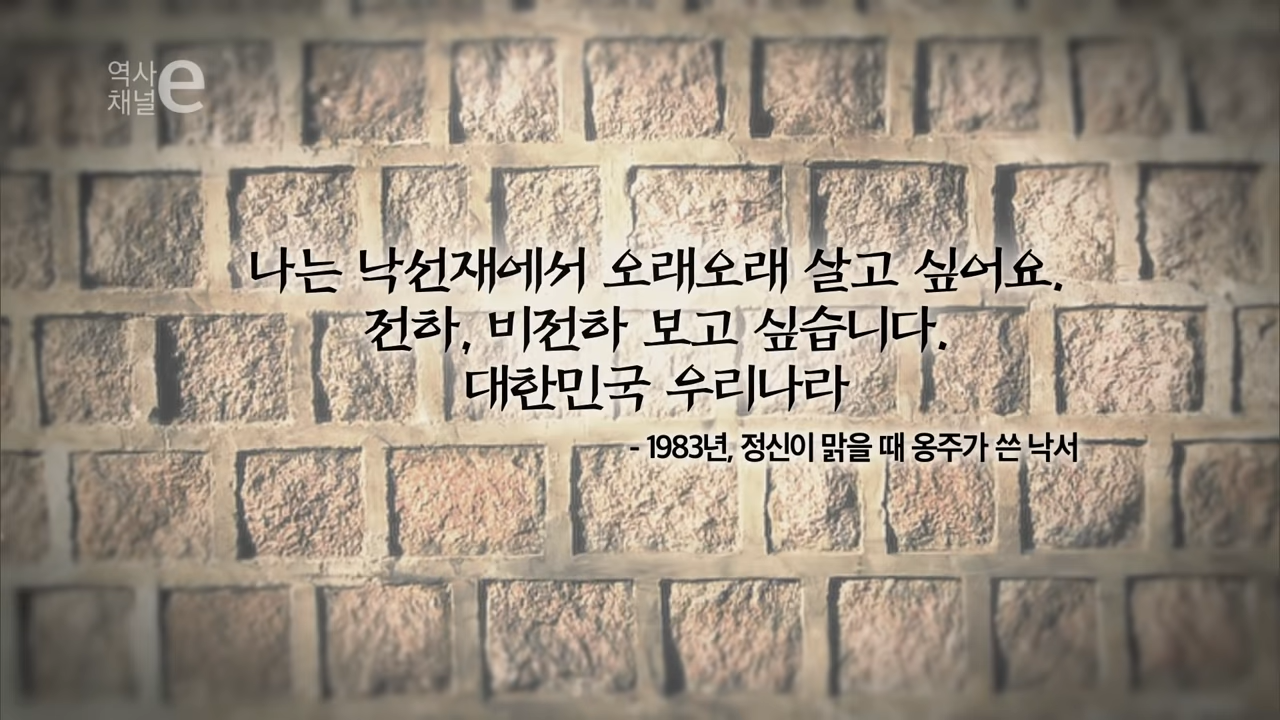 역사
채널 e
나는 낙선재에서 오래오래 살고 싶어요.
전하, 비전하 보고 싶습니다.
대한민국 우리나라
- 1983년, 정신이 맑을 때 옹주가 쓴 낙서